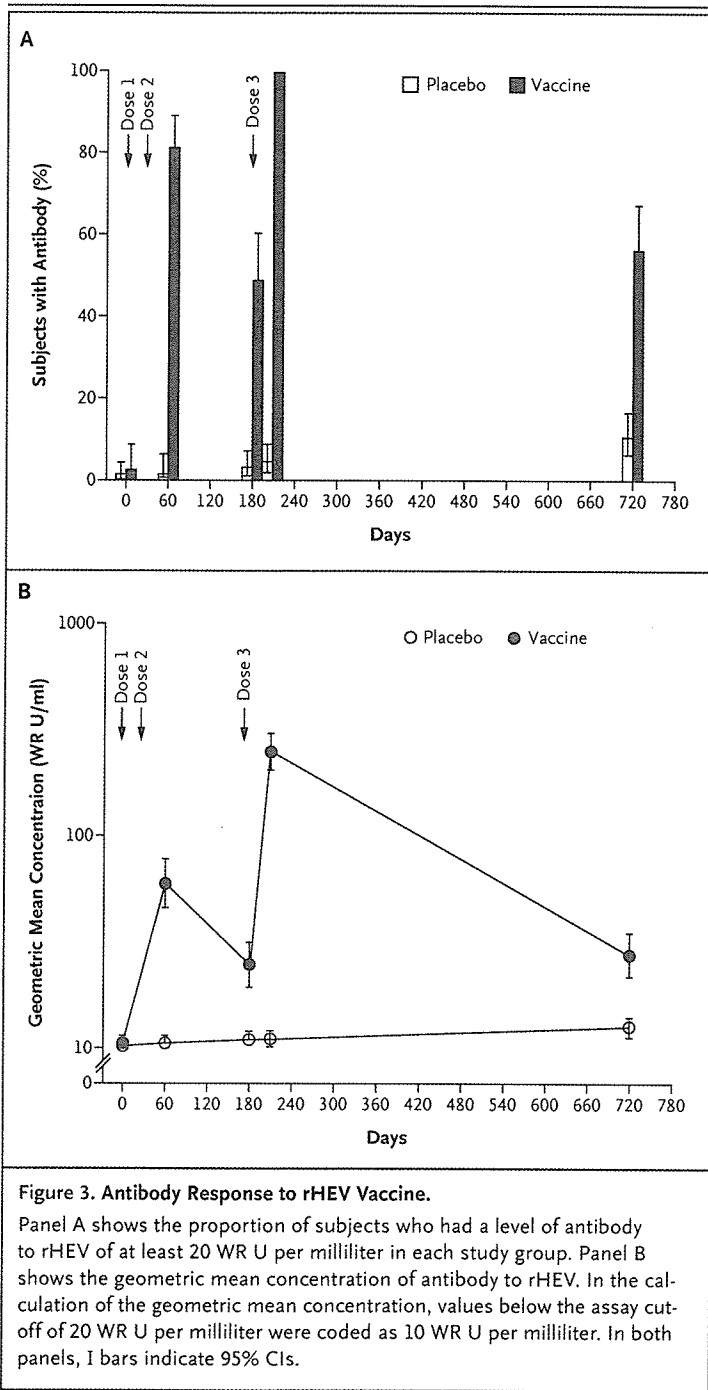 A
100
80
60
40
20
0
Subjects with Antibody (%)
Dose 1
Dose 2
Dose 3
Placebo
Vaccine
0 60 120 180 240 300 360 420 480 540 600 660 720 780
Days
B
1000
100
10
0
Geometric Mean Concentraion (WR U/ml)
Dose 1
Dose 2
Dose 3
Placebo
Vaccine
0 60 120 180 240 300 360 420 480 540 600 660 720 780
Days
Figure 3. Antibody Response to rHEV Vaccine.
Panel A shows the proportion of subjects who had a level of antibody
to rHEV of at least 20 WR U per milliliter in each study group. Panel B
shows the geometric mean concentration of antibody to rHEV. In the cal-
culation of the geometric mean concentration, values below the assay cut-
off of 20 WR U per milliliter were coded as 10 WR U per milliliter. In both
panels, I bars indicate 95% CIs.